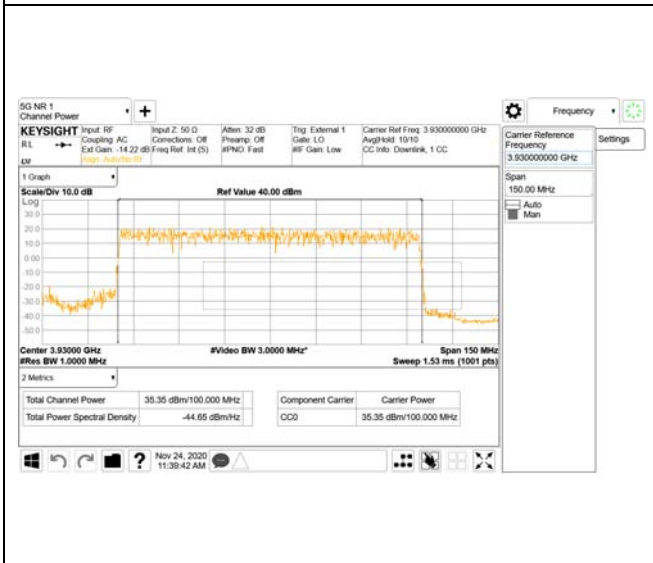 5G NR 1
Channel Power
Frequency
KEYSIGHT
RL
Input: RF
Coupling: AC
Ext Gain: -14.22 dB
Align: Auto/No RF
Input Z: 50 Ω
Corrections: Off
Freq Ref: Int (S)
Atten: 32 dB
Preamp: Off
#PNO: Fast
Trig: External 1
Gate: LO
#IF Gain: Low
Carrier Ref Freq: 3.930000000 GHz
Avg|Hold: 10/10
CC Info: Downlink, 1 CC
Carrier Reference
Frequency
3.930000000 GHz
Settings
Span
150.00 MHz
Auto
Man
1 Graph
Scale/Div 10.0 dB
Ref Value 40.00 dBm
Log
30.0
20.0
10.0
0.00
-10.0
-20.0
-30.0
-40.0
-50.0
Center 3.93000 GHz
#Video BW 3.0000 MHz*
Span 150 MHz
#Res BW 1.0000 MHz
Sweep 1.53 ms (1001 pts)
2 Metrics
Total Channel Power 35.35 dBm/100.000 MHz
Total Power Spectral Density -44.65 dBm/Hz
Component Carrier Carrier Power
CC0 35.35 dBm/100.000 MHz
Nov 24, 2020
11:39:42 AM